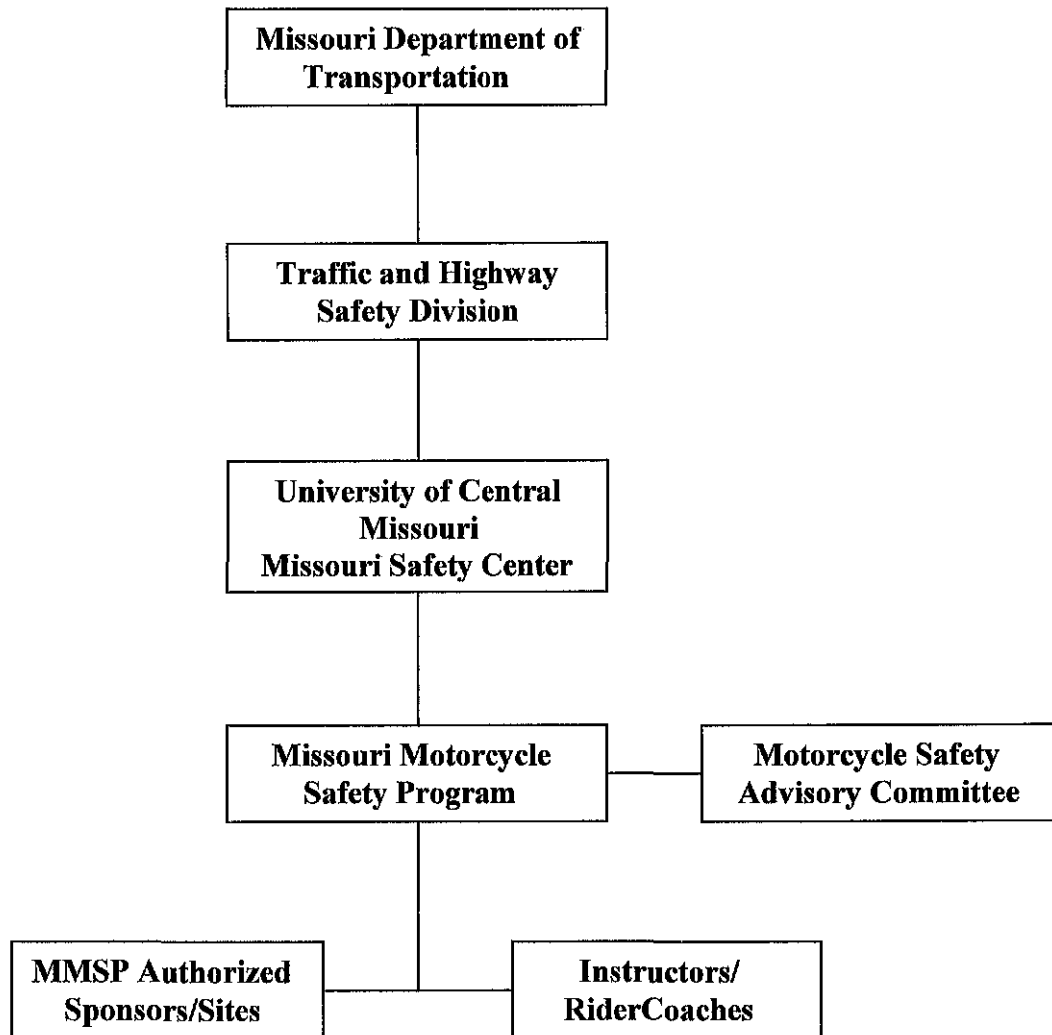 Missouri Department of
Transportation
Traffic and Highway
Safety Division
University of Central
Missouri
Missouri Safety Center
Missouri Motorcycle
Safety Program
Motorcycle Safety
Advisory Committee
MMSP Authorized
Sponsors/Sites
Instructors/
RiderCoaches